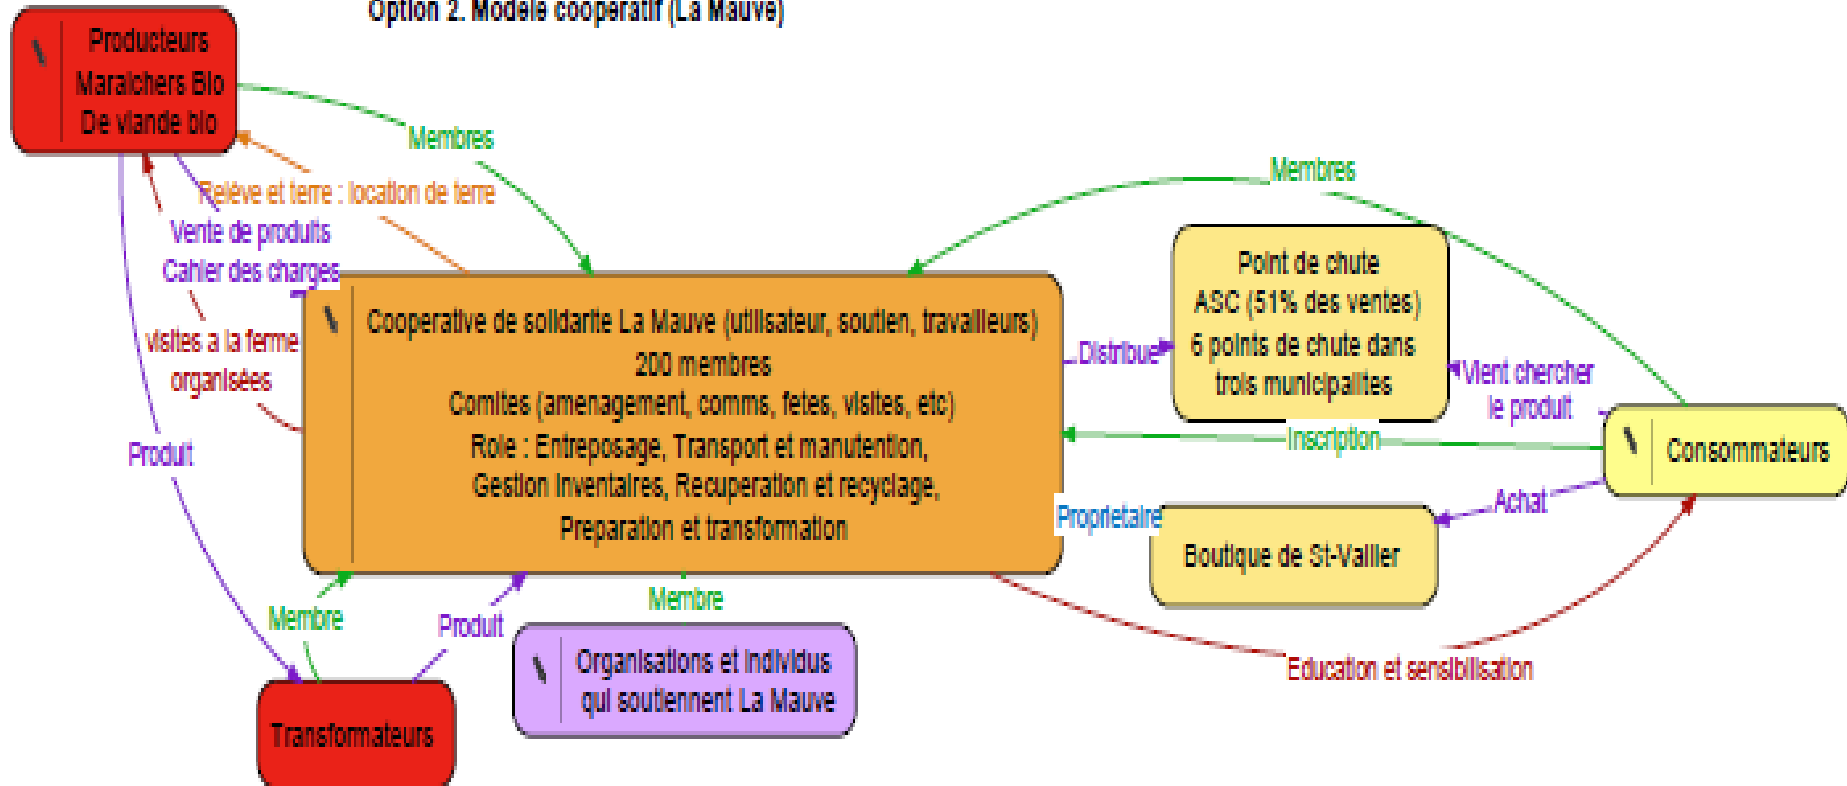 Option 2. Modèle coopératif (La Mauve)
Producteurs
Maraichers Bio
De viande bio
Membres
Relève et terre : location de terre
Vente de produits
Cahier des charges
visites a la ferme
organisées
Produit
Cooperative de solidarite La Mauve (utilisateur, soutien, travailleurs)
200 membres
Comites (amenagement, comms, fetes, visites, etc)
Role : Entreposage, Transport et manutention,
Gestion inventaires, Recuperation et recyclage,
Preparation et transformation
Membres
Point de chute
ASC (51% des ventes)
6 points de chute dans
trois municipalites
Distribue
Vient chercher
le produit
Inscription
Consommateurs
Achat
Proprietaire
Boutique de St-Vallier
Membre
Produit
Membre
Organisations et individus
qui soutiennent La Mauve
Education et sensibilisation
Transformateurs